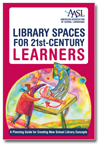 AASL
AMERICAN ASSOCIATION
OF SCHOOL LIBRARIANS
LIBRARY SPACES
FOR 21ST-CENTURY
LEARNERS
A Planning Guide for Creating New School Library Concepts